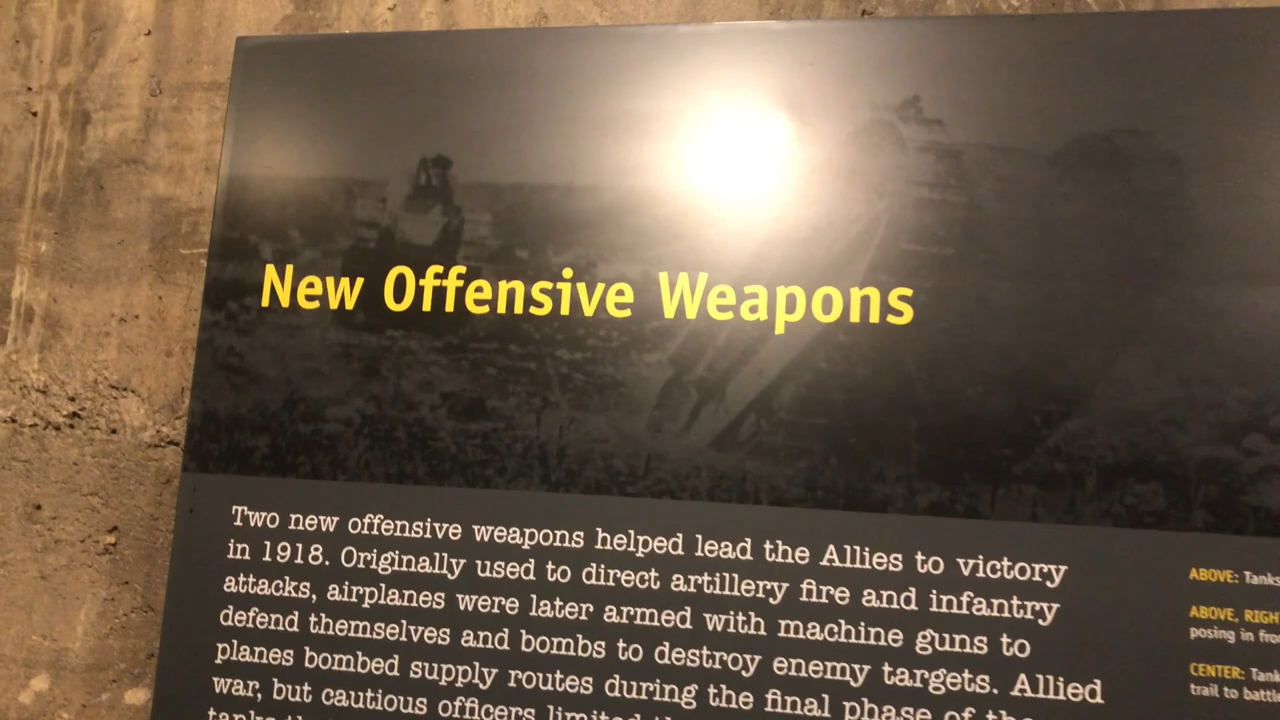 New Offensive Weapons
Two new offensive weapons helped lead the Allies to victory
in 1918. Originally used to direct artillery fire and infantry
attacks, airplanes were later armed with machine guns to
defend themselves and bombs to destroy enemy targets. Allied
planes bombed supply routes during the final phase of the
war, but cautious officers limited
tanks
ABOVE: Tanks
ABOVE, RIGHT
posing in
CENTER:
trail to